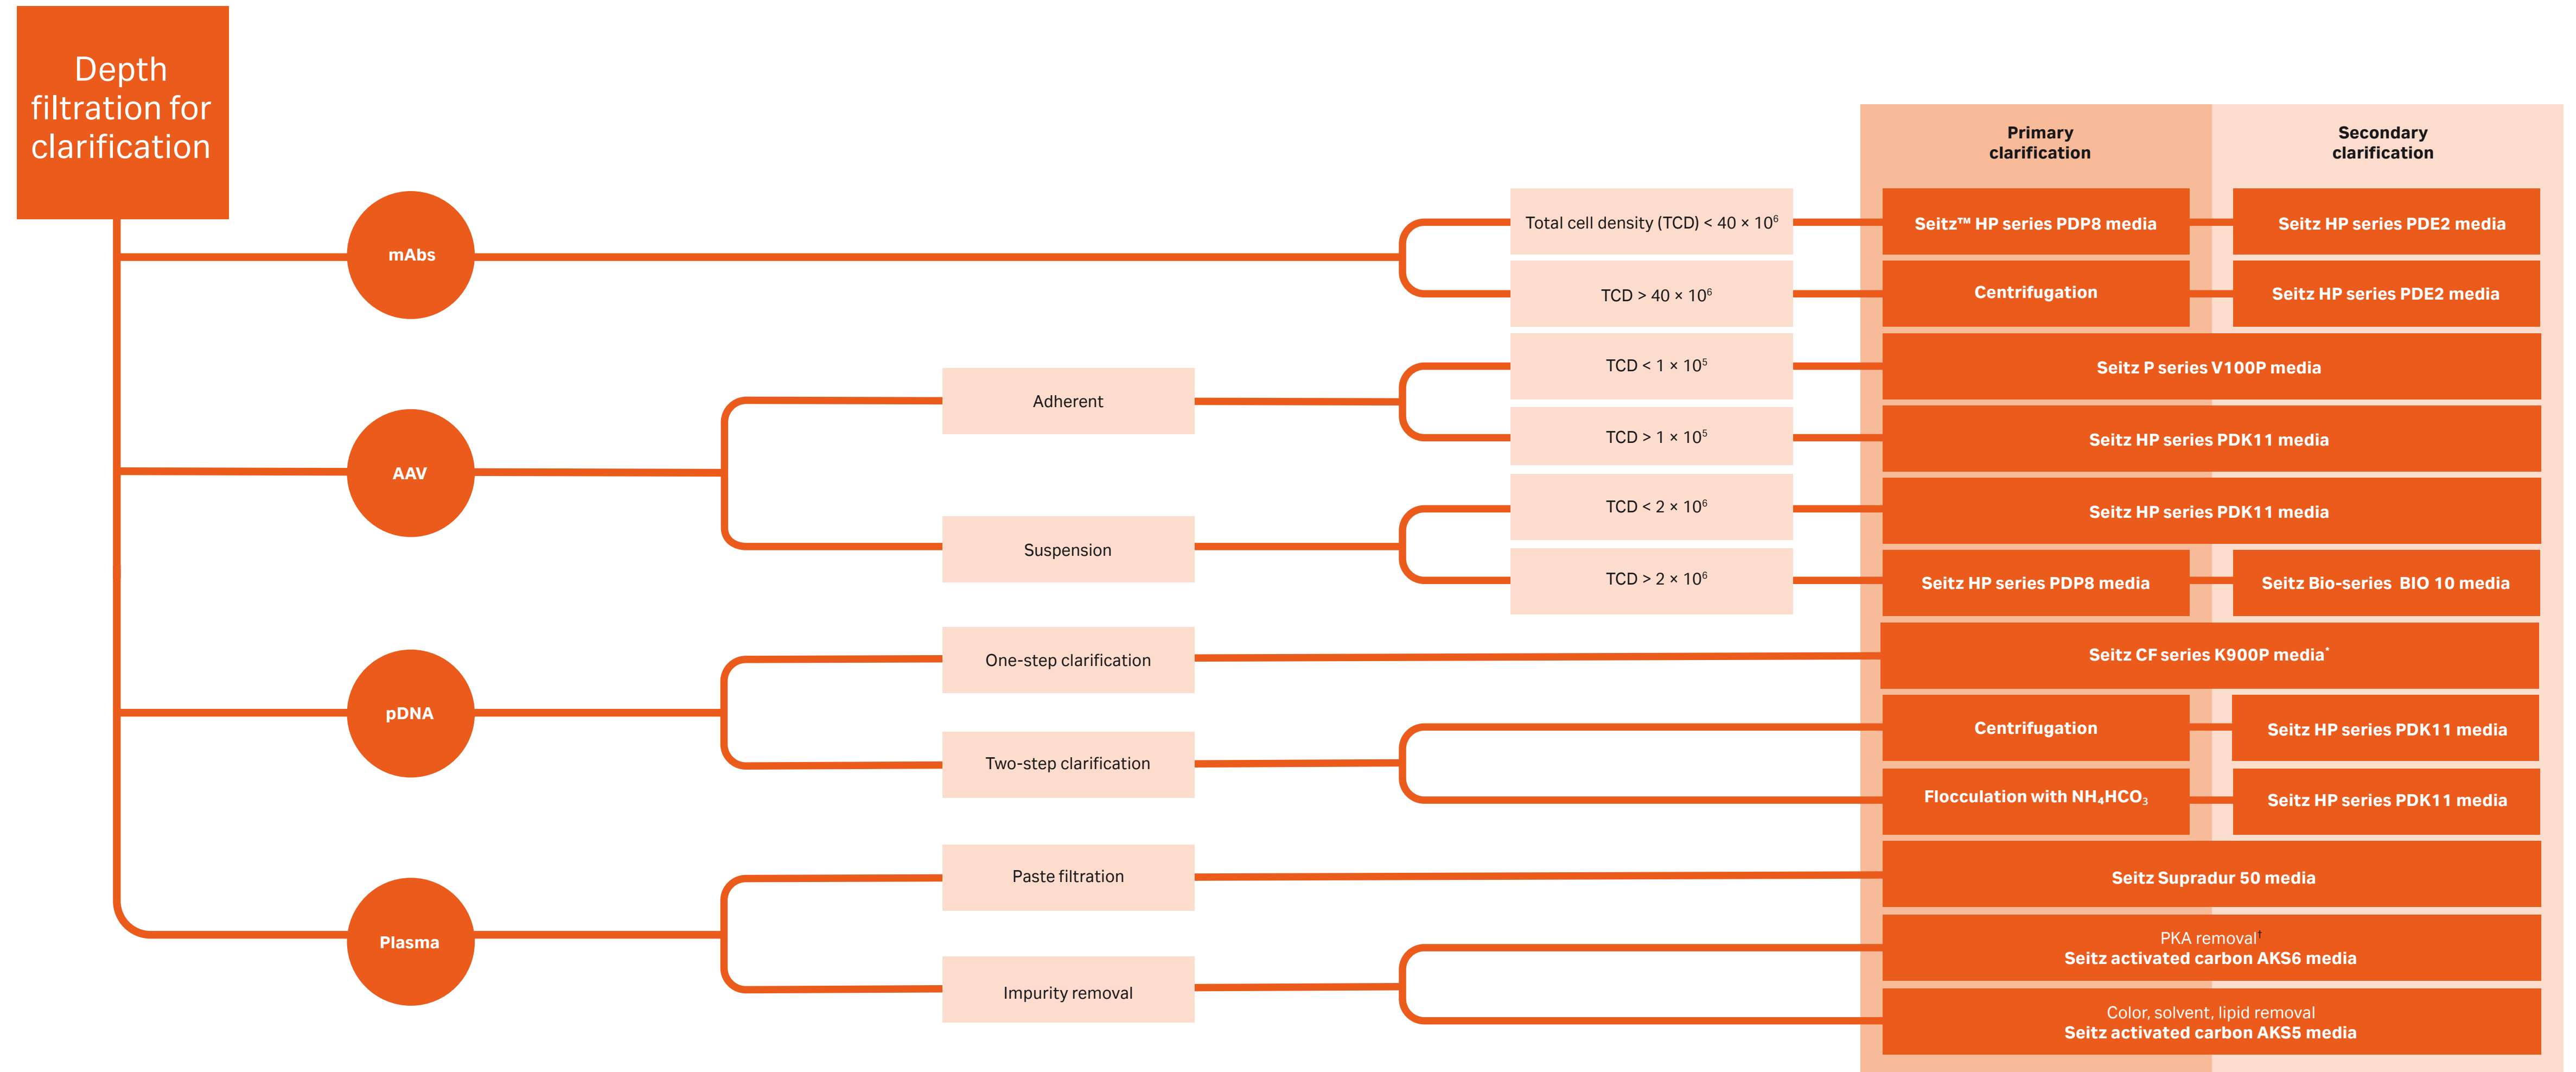 Depth
filtration for
clarification
Primary
clarification
Secondary
clarification
mAbs
Total cell density (TCD) < 40 × 10⁶
Seitz™ HP series PDP8 media
Seitz HP series PDE2 media
TCD > 40 × 10⁶
Centrifugation
Seitz HP series PDE2 media
AAV
Adherent
TCD < 1 × 10⁵
Seitz P series V100P media
TCD > 1 × 10⁵
Seitz HP series PDK11 media
Suspension
TCD < 2 × 10⁶
Seitz HP series PDK11 media
TCD > 2 × 10⁶
Seitz HP series PDP8 media
Seitz Bio-series BIO 10 media
pDNA
One-step clarification
Seitz CF series K900P media*
Two-step clarification
Centrifugation
Seitz HP series PDK11 media
Flocculation with NH₄HCO₃
Seitz HP series PDK11 media
Plasma
Paste filtration
Seitz Supradur 50 media
Impurity removal
PKA removal†
Seitz activated carbon AKS6 media
Color, solvent, lipid removal
Seitz activated carbon AKS5 media